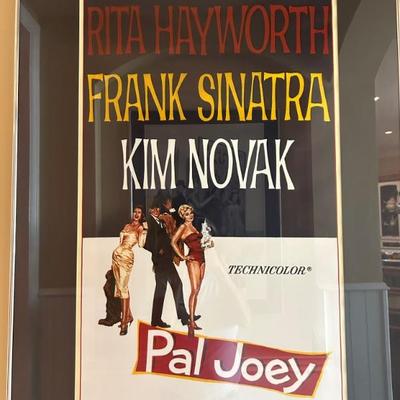 RITA HAYWORTH
FRANK SINATRA
KIM NOVAK
TECHNICOLOR®
Pal Joey